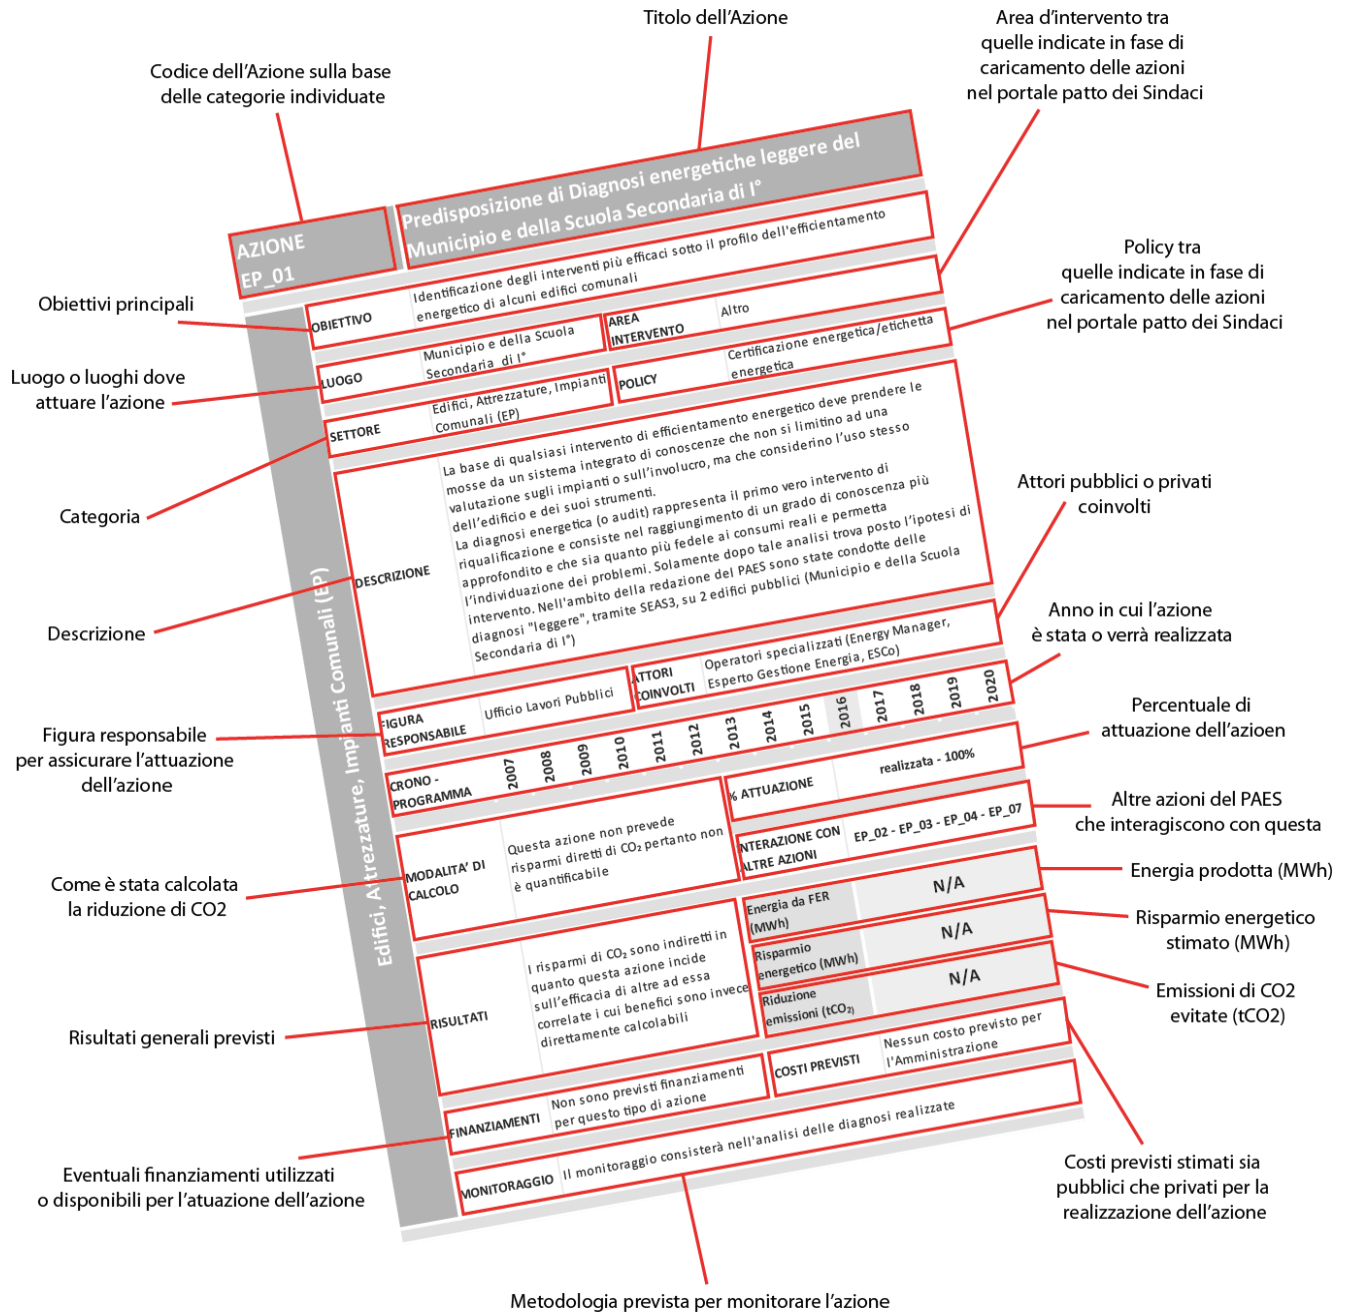 Titolo dell'Azione
Area d'intervento tra
quelle indicate in fase di
caricamento delle azioni
nel portale patto dei Sindaci
Codice dell'Azione sulla base
delle categorie individuate
Policy tra
quelle indicate in fase di
caricamento delle azioni
nel portale patto dei Sindaci
Obiettivi principali
Luogo o luoghi dove
attuare l'azione
Categoria
Descrizione
Figura responsabile
per assicurare l'attuazione
dell'azione
Come è stata calcolata
la riduzione di CO2
Risultati generali previsti
Eventuali finanziamenti utilizzati
o disponibili per l'atuazione dell'azione
AZIONE
EP_01
Predisposizione di Diagnosi energetiche leggere del
Municipio e della Scuola Secondaria di I°
Edifici, Attrezzature, Impianti Comunali (EP)
OBIETTIVO
Identificazione degli interventi più efficaci sotto il profilo dell'efficientamento
energetico di alcuni edifici comunali
LUOGO
Municipio e della Scuola
Secondaria di I°
AREA
INTERVENTO
Altro
SETTORE
Edifici, Attrezzature, Impianti
Comunali (EP)
POLICY
Certificazione energetica/etichetta
energetica
DESCRIZIONE
La base di qualsiasi intervento di efficientamento energetico deve prendere le
mosse da un sistema integrato di conoscenze che non si limitino ad una
valutazione sugli impianti o sull'involucro, ma che considerino l'uso stesso
dell'edificio e dei suoi strumenti.
La diagnosi energetica (o audit) rappresenta il primo vero intervento di
riqualificazione e consiste nel raggiungimento di un grado di conoscenza più
approfondito e che sia quanto più fedele ai consumi reali e permetta
l'individuazione dei problemi. Solamente dopo tale analisi trova posto l'ipotesi di
intervento. Nell'ambito della redazione del PAES sono state condotte delle
diagnosi "leggere", tramite SEAS3, su 2 edifici pubblici (Municipio e della Scuola
Secondaria di I°)
FIGURA
RESPONSABILE
Ufficio Lavori Pubblici
ATTORI
COINVOLTI
Operatori specializzati (Energy Manager,
Esperto Gestione Energia, ESCo)
CRONO -
PROGRAMMA
2007 2008 2009 2010 2011 2012 2013 2014 2015 2016 2017 2018 2019 2020
MODALITA' DI
CALCOLO
Questa azione non prevede
risparmi diretti di CO₂ pertanto non
è quantificabile
% ATTUAZIONE
realizzata - 100%
INTERAZIONE CON
ALTRE AZIONI
EP_02 - EP_03 - EP_04 - EP_07
RISULTATI
I risparmi di CO₂ sono indiretti in
quanto questa azione incide
sull'efficacia di altre ad essa
correlate i cui benefici sono invece
direttamente calcolabili
Energia da FER
(MWh)
N/A
Risparmio
energetico (MWh)
N/A
Riduzione
emissioni (tCO₂)
N/A
FINANZIAMENTI
Non sono previsti finanziamenti
per questo tipo di azione
COSTI PREVISTI
Nessun costo previsto per
l'Amministrazione
MONITORAGGIO
Il monitoraggio consisterà nell'analisi delle diagnosi realizzate
Attori pubblici o privati
coinvolti
Anno in cui l'azione
è stata o verrà realizzata
Percentuale di
attuazione dell'azioen
Altre azioni del PAES
che interagiscono con questa
Energia prodotta (MWh)
Risparmio energetico
stimato (MWh)
Emissioni di CO2
evitate (tCO2)
Costi previsti stimati sia
pubblici che privati per la
realizzazione dell'azione
Metodologia prevista per monitorare l'azione